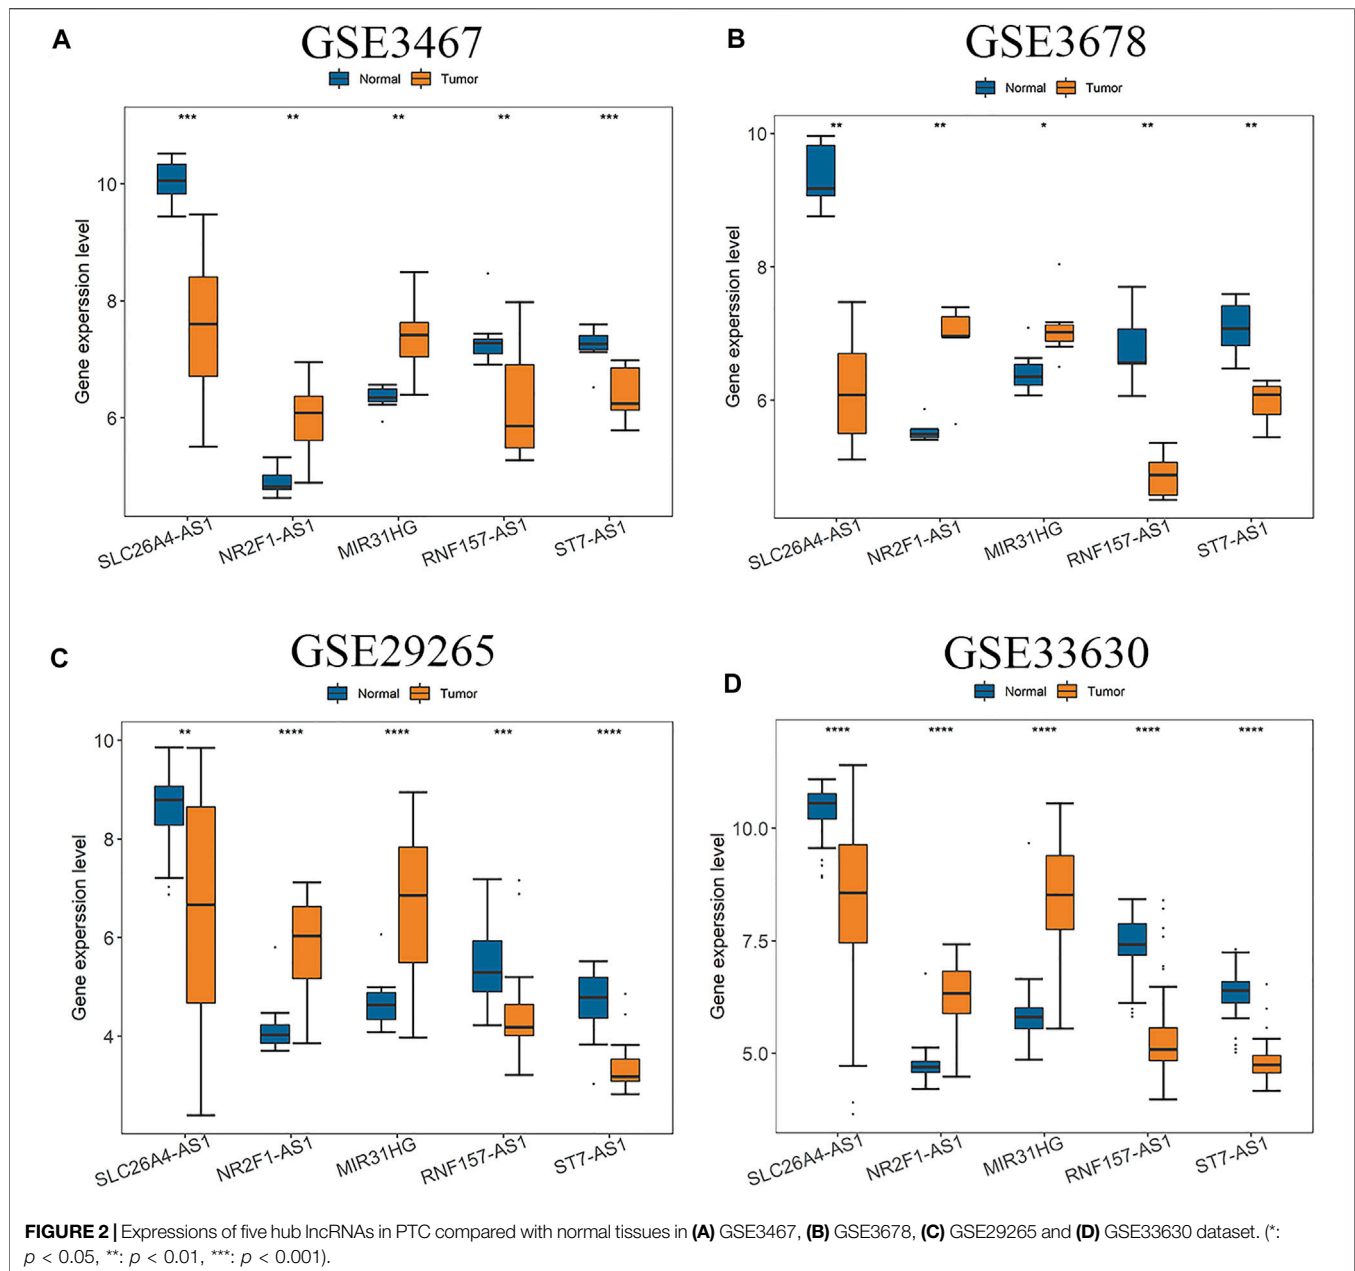 A
GSE3467
Normal Tumor
*** ** ** ** ***
Gene experssion level
10
8
6
SLC26A4-AS1 NR2F1-AS1 MIR31HG RNF157-AS1 ST7-AS1
B
GSE3678
Normal Tumor
** ** * ** **
Gene experssion level
10
8
6
SLC26A4-AS1 NR2F1-AS1 MIR31HG RNF157-AS1 ST7-AS1
C
GSE29265
Normal Tumor
** **** **** *** ****
Gene experssion level
10
8
6
4
SLC26A4-AS1 NR2F1-AS1 MIR31HG RNF157-AS1 ST7-AS1
D
GSE33630
Normal Tumor
**** **** **** **** ****
Gene experssion level
10.0
7.5
5.0
SLC26A4-AS1 NR2F1-AS1 MIR31HG RNF157-AS1 ST7-AS1
FIGURE 2 | Expressions of five hub lncRNAs in PTC compared with normal tissues in (A) GSE3467, (B) GSE3678, (C) GSE29265 and (D) GSE33630 dataset. (*:
p < 0.05, **: p < 0.01, ***: p < 0.001).